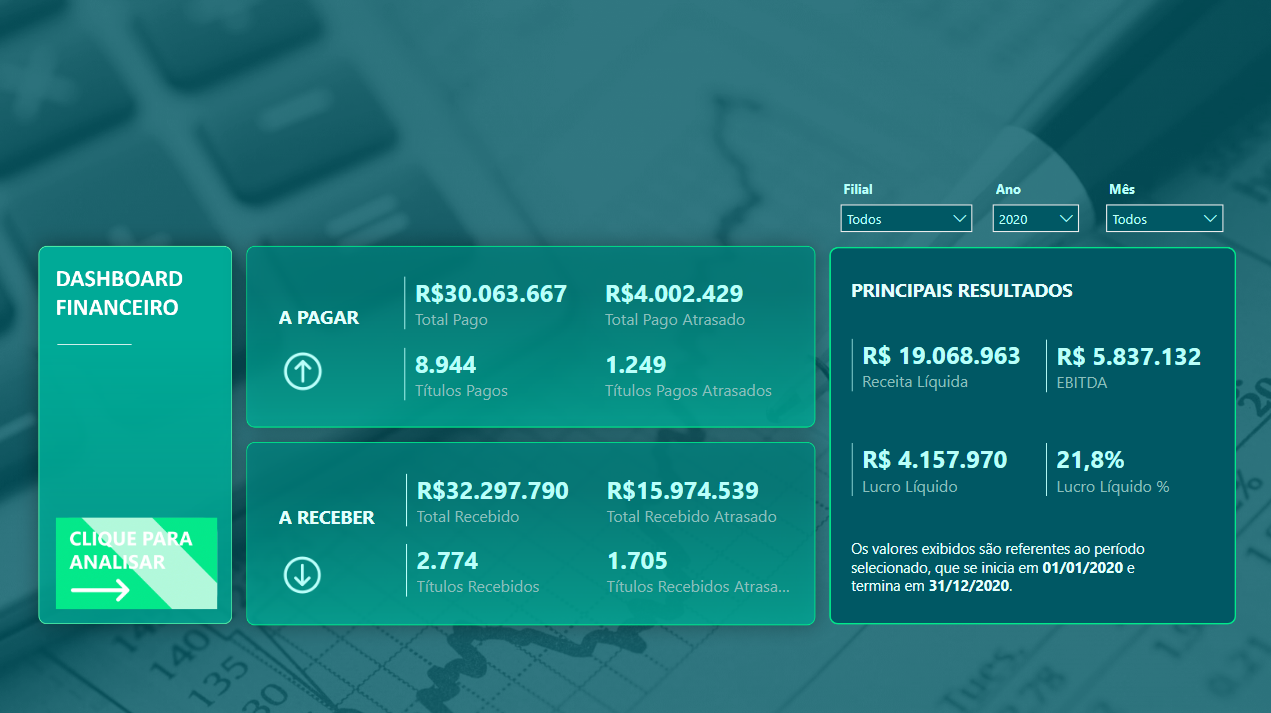 Filial
Ano
Mês
Todos
2020
Todos
DASHBOARD
FINANCEIRO
CLIQUE PARA
ANALISAR
A PAGAR
R$30.063.667
Total Pago
R$4.002.429
Total Pago Atrasado
8.944
Títulos Pagos
1.249
Títulos Pagos Atrasados
A RECEBER
R$32.297.790
Total Recebido
R$15.974.539
Total Recebido Atrasado
2.774
Títulos Recebidos
1.705
Títulos Recebidos Atrasa...
PRINCIPAIS RESULTADOS
R$ 19.068.963
Receita Líquida
R$ 5.837.132
EBITDA
R$ 4.157.970
Lucro Líquido
21,8%
Lucro Líquido %
Os valores exibidos são referentes ao período
selecionado, que se inicia em 01/01/2020 e
termina em 31/12/2020.
140
135
130
Tues.